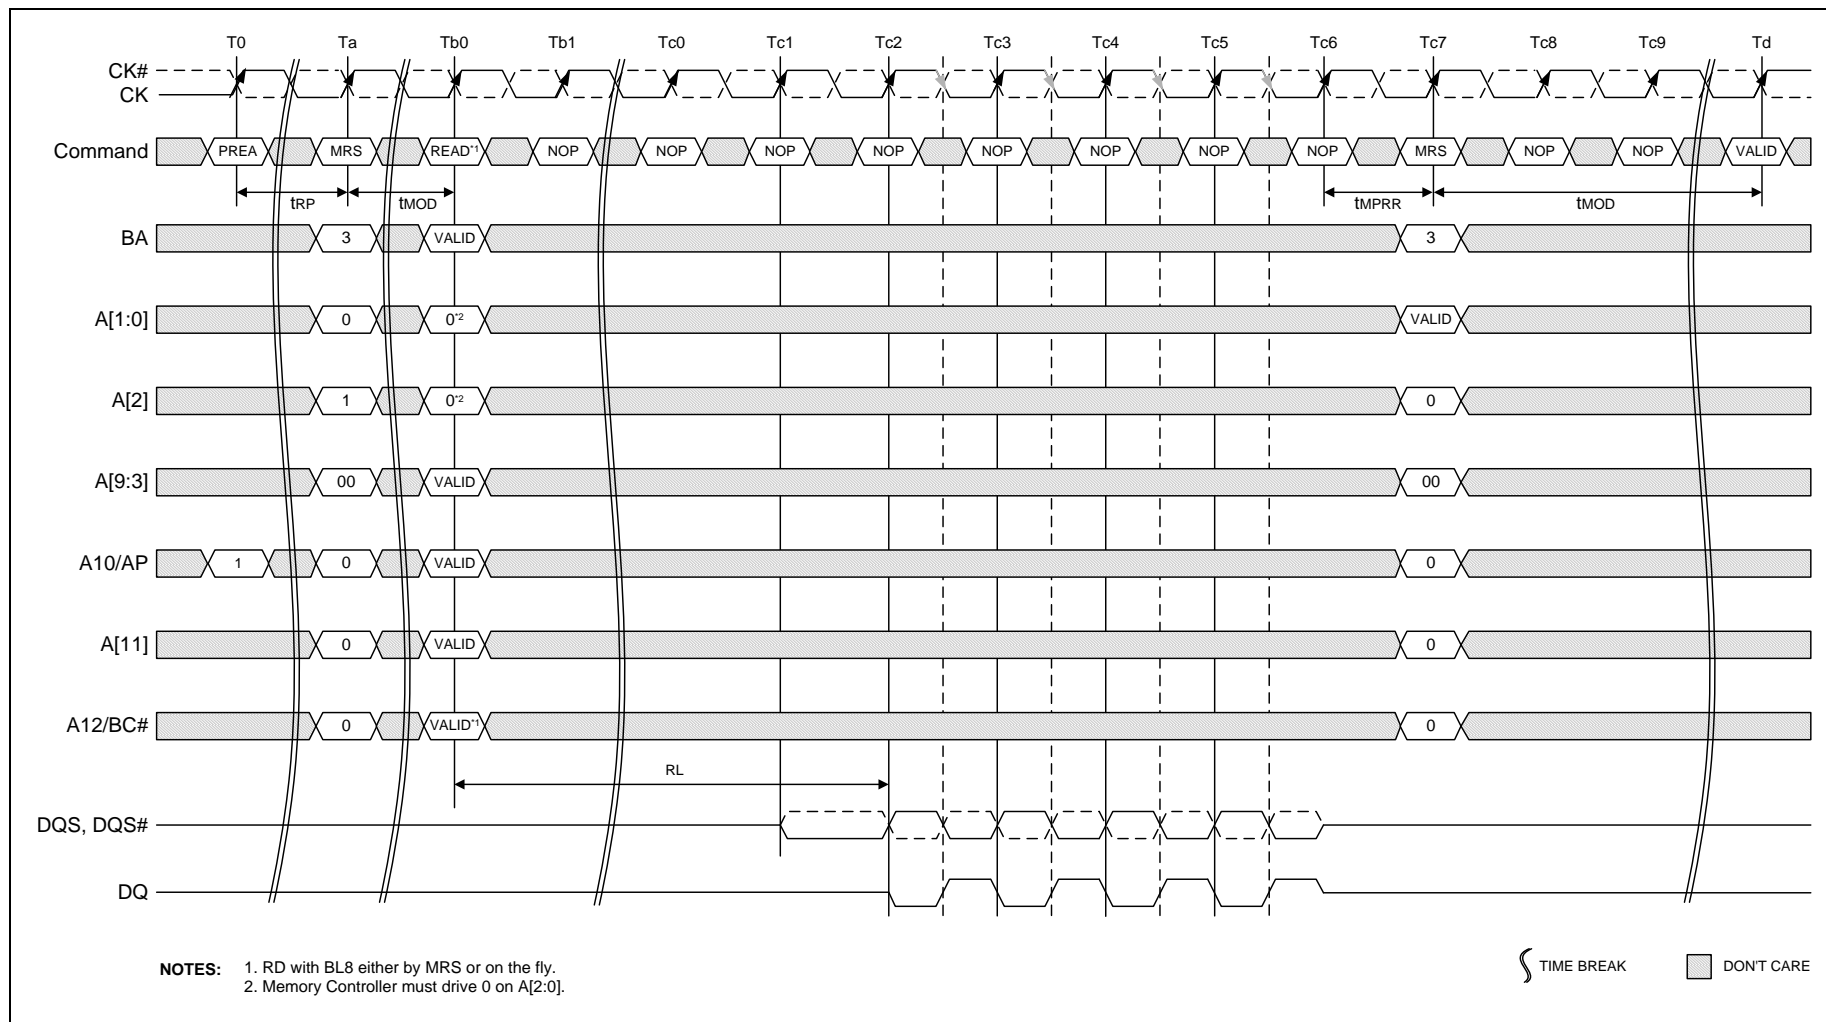 T0 Ta Tb0 Tb1 Tc0 Tc1 Tc2 Tc3 Tc4 Tc5 Tc6 Tc7 Tc8 Tc9 Td
CK#
CK
Command PREA MRS READ*1 NOP NOP NOP NOP NOP NOP NOP NOP MRS NOP NOP VALID
tRP tMOD tMPRR tMOD
BA 3 VALID 3
A[1:0] 0 0*2 VALID
A[2] 1 0*2 0
A[9:3] 00 VALID 00
A10/AP 1 0 VALID 0
A[11] 0 VALID 0
A12/BC# 0 VALID*1 0
RL
DQS, DQS#
DQ
NOTES: 1. RD with BL8 either by MRS or on the fly.
2. Memory Controller must drive 0 on A[2:0].
TIME BREAK DON'T CARE